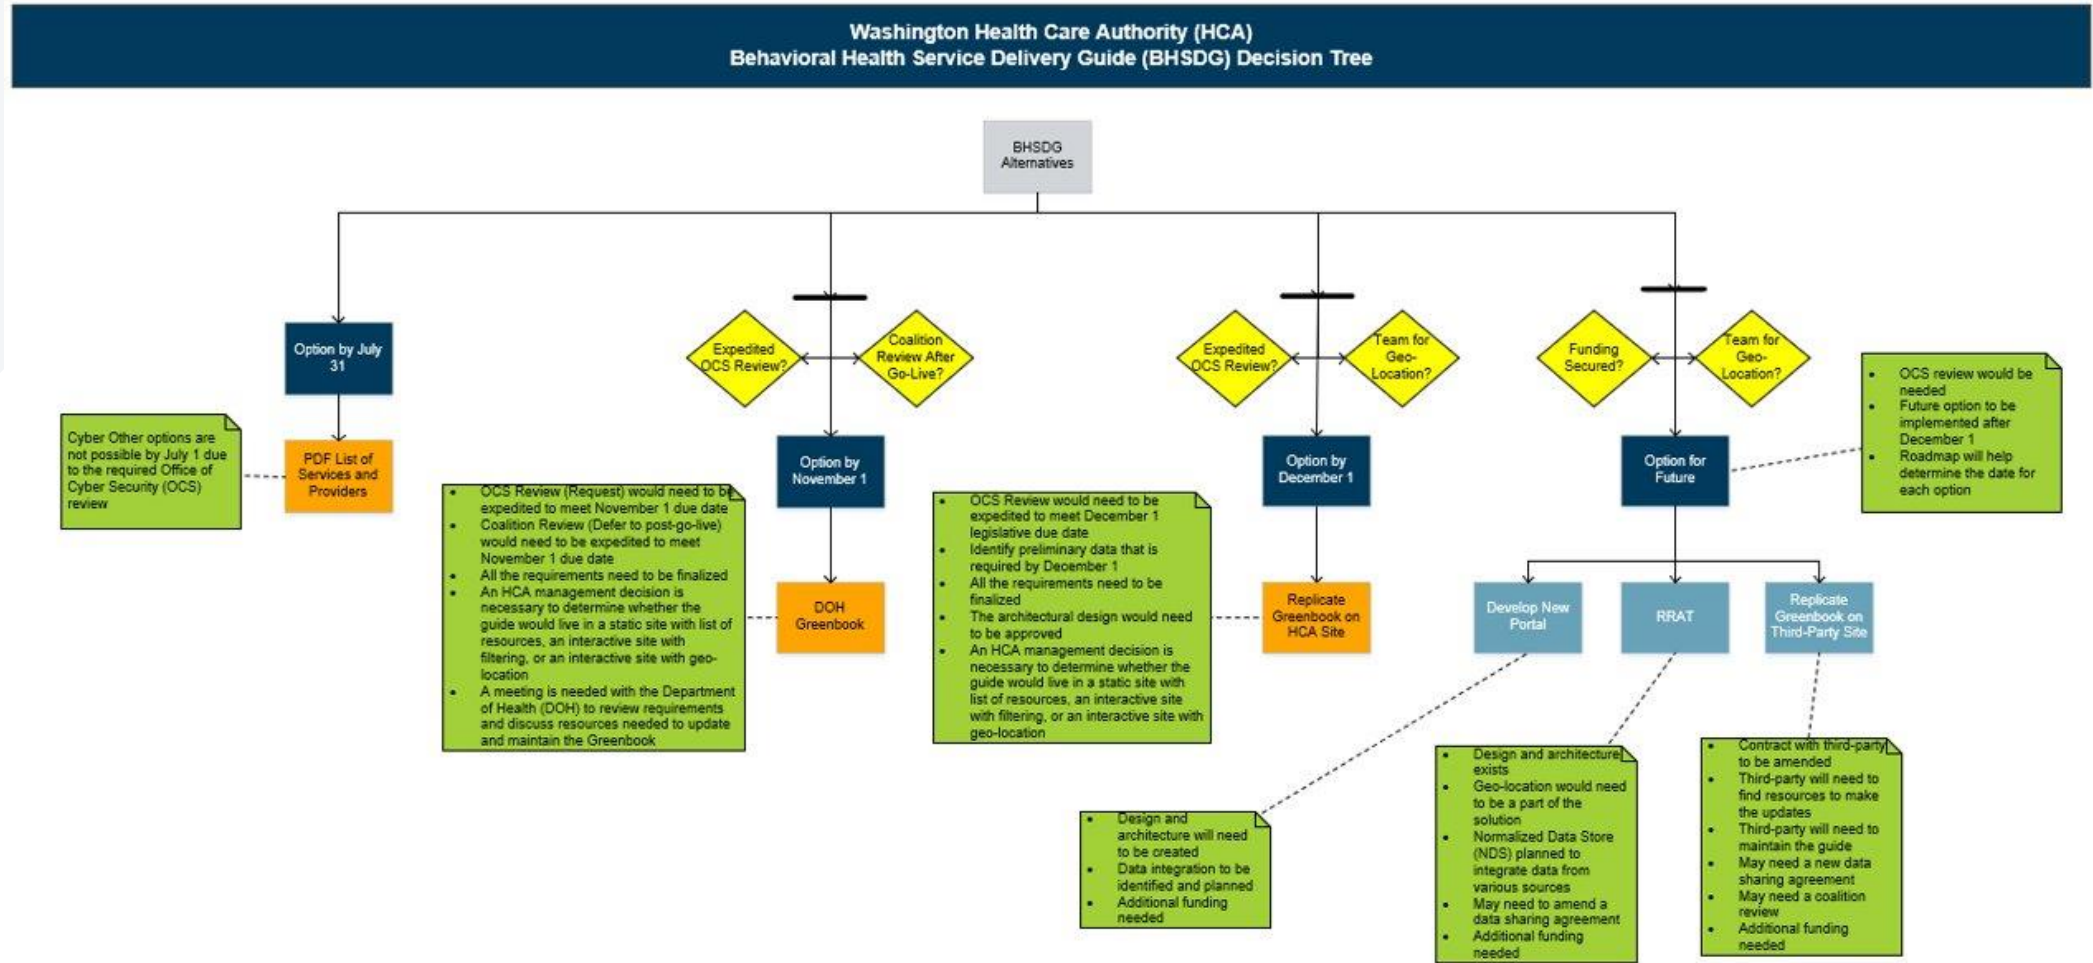 Washington Health Care Authority (HCA)
Behavioral Health Service Delivery Guide (BHSDG) Decision Tree
BHSDG
Alternatives
Option by July
31
Cyber Other options are
not possible by July 1 due
to the required Office of
Cyber Security (OCS)
review
PDF List of
Services and
Providers
Expedited
OCS Review?
Coalition
Review After
Go-Live?
Option by
November 1
• OCS Review (Request) would need to be
expedited to meet November 1 due date
• Coalition Review (Defer to post-go-live)
would need to be expedited to meet
November 1 due date
• All the requirements need to be finalized
• An HCA management decision is
necessary to determine whether the
guide would live in a static site with list of
resources, an interactive site with
filtering, or an interactive site with geo-
location
• A meeting is needed with the Department
of Health (DOH) to review requirements
and discuss resources needed to update
and maintain the Greenbook
DOH
Greenbook
Expedited
OCS Review?
Team for
Geo-
Location?
Option by
December 1
• OCS Review would need to be
expedited to meet December 1
legislative due date
• Identify preliminary data that is
required by December 1
• All the requirements need to be
finalized
• The architectural design would need
to be approved
• An HCA management decision is
necessary to determine whether the
guide would live in a static site with
list of resources, an interactive site
with filtering, or an interactive site with
geo-location
Replicate
Greenbook on
HCA Site
Funding
Secured?
Team for
Geo-
Location?
Option for
Future
• OCS review would be
needed
• Future option to be
implemented after
December 1
• Roadmap will help
determine the date for
each option
Develop New
Portal
RRAT
Replicate
Greenbook on
Third-Party Site
• Design and
architecture will need
to be created
• Data integration to be
identified and planned
• Additional funding
needed
• Design and architecture
exists
• Geo-location would need
to be a part of the
solution
• Normalized Data Store
(NDS) planned to
integrate data from
various sources
• May need to amend a
data sharing agreement
• Additional funding
needed
• Contract with third-party
to be amended
• Third-party will need to
find resources to make
the updates
• Third-party will need to
maintain the guide
• May need a new data
sharing agreement
• May need a coalition
review
• Additional funding
needed